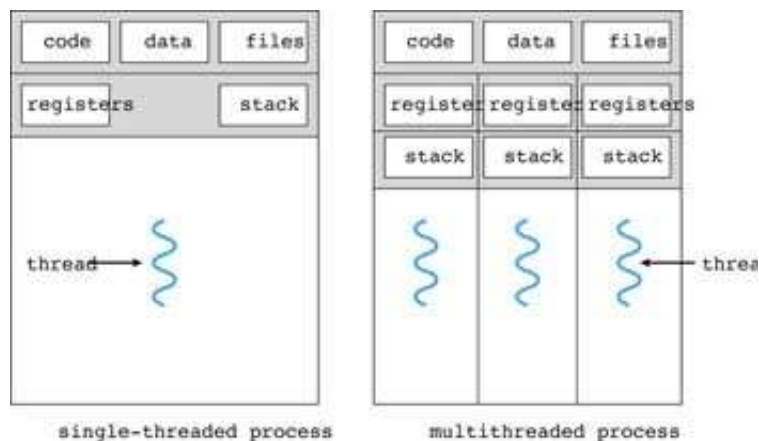 code data files
registers stack
thread
single-threaded process
code data files
register register registers
stack stack stack
threa
multithreaded process